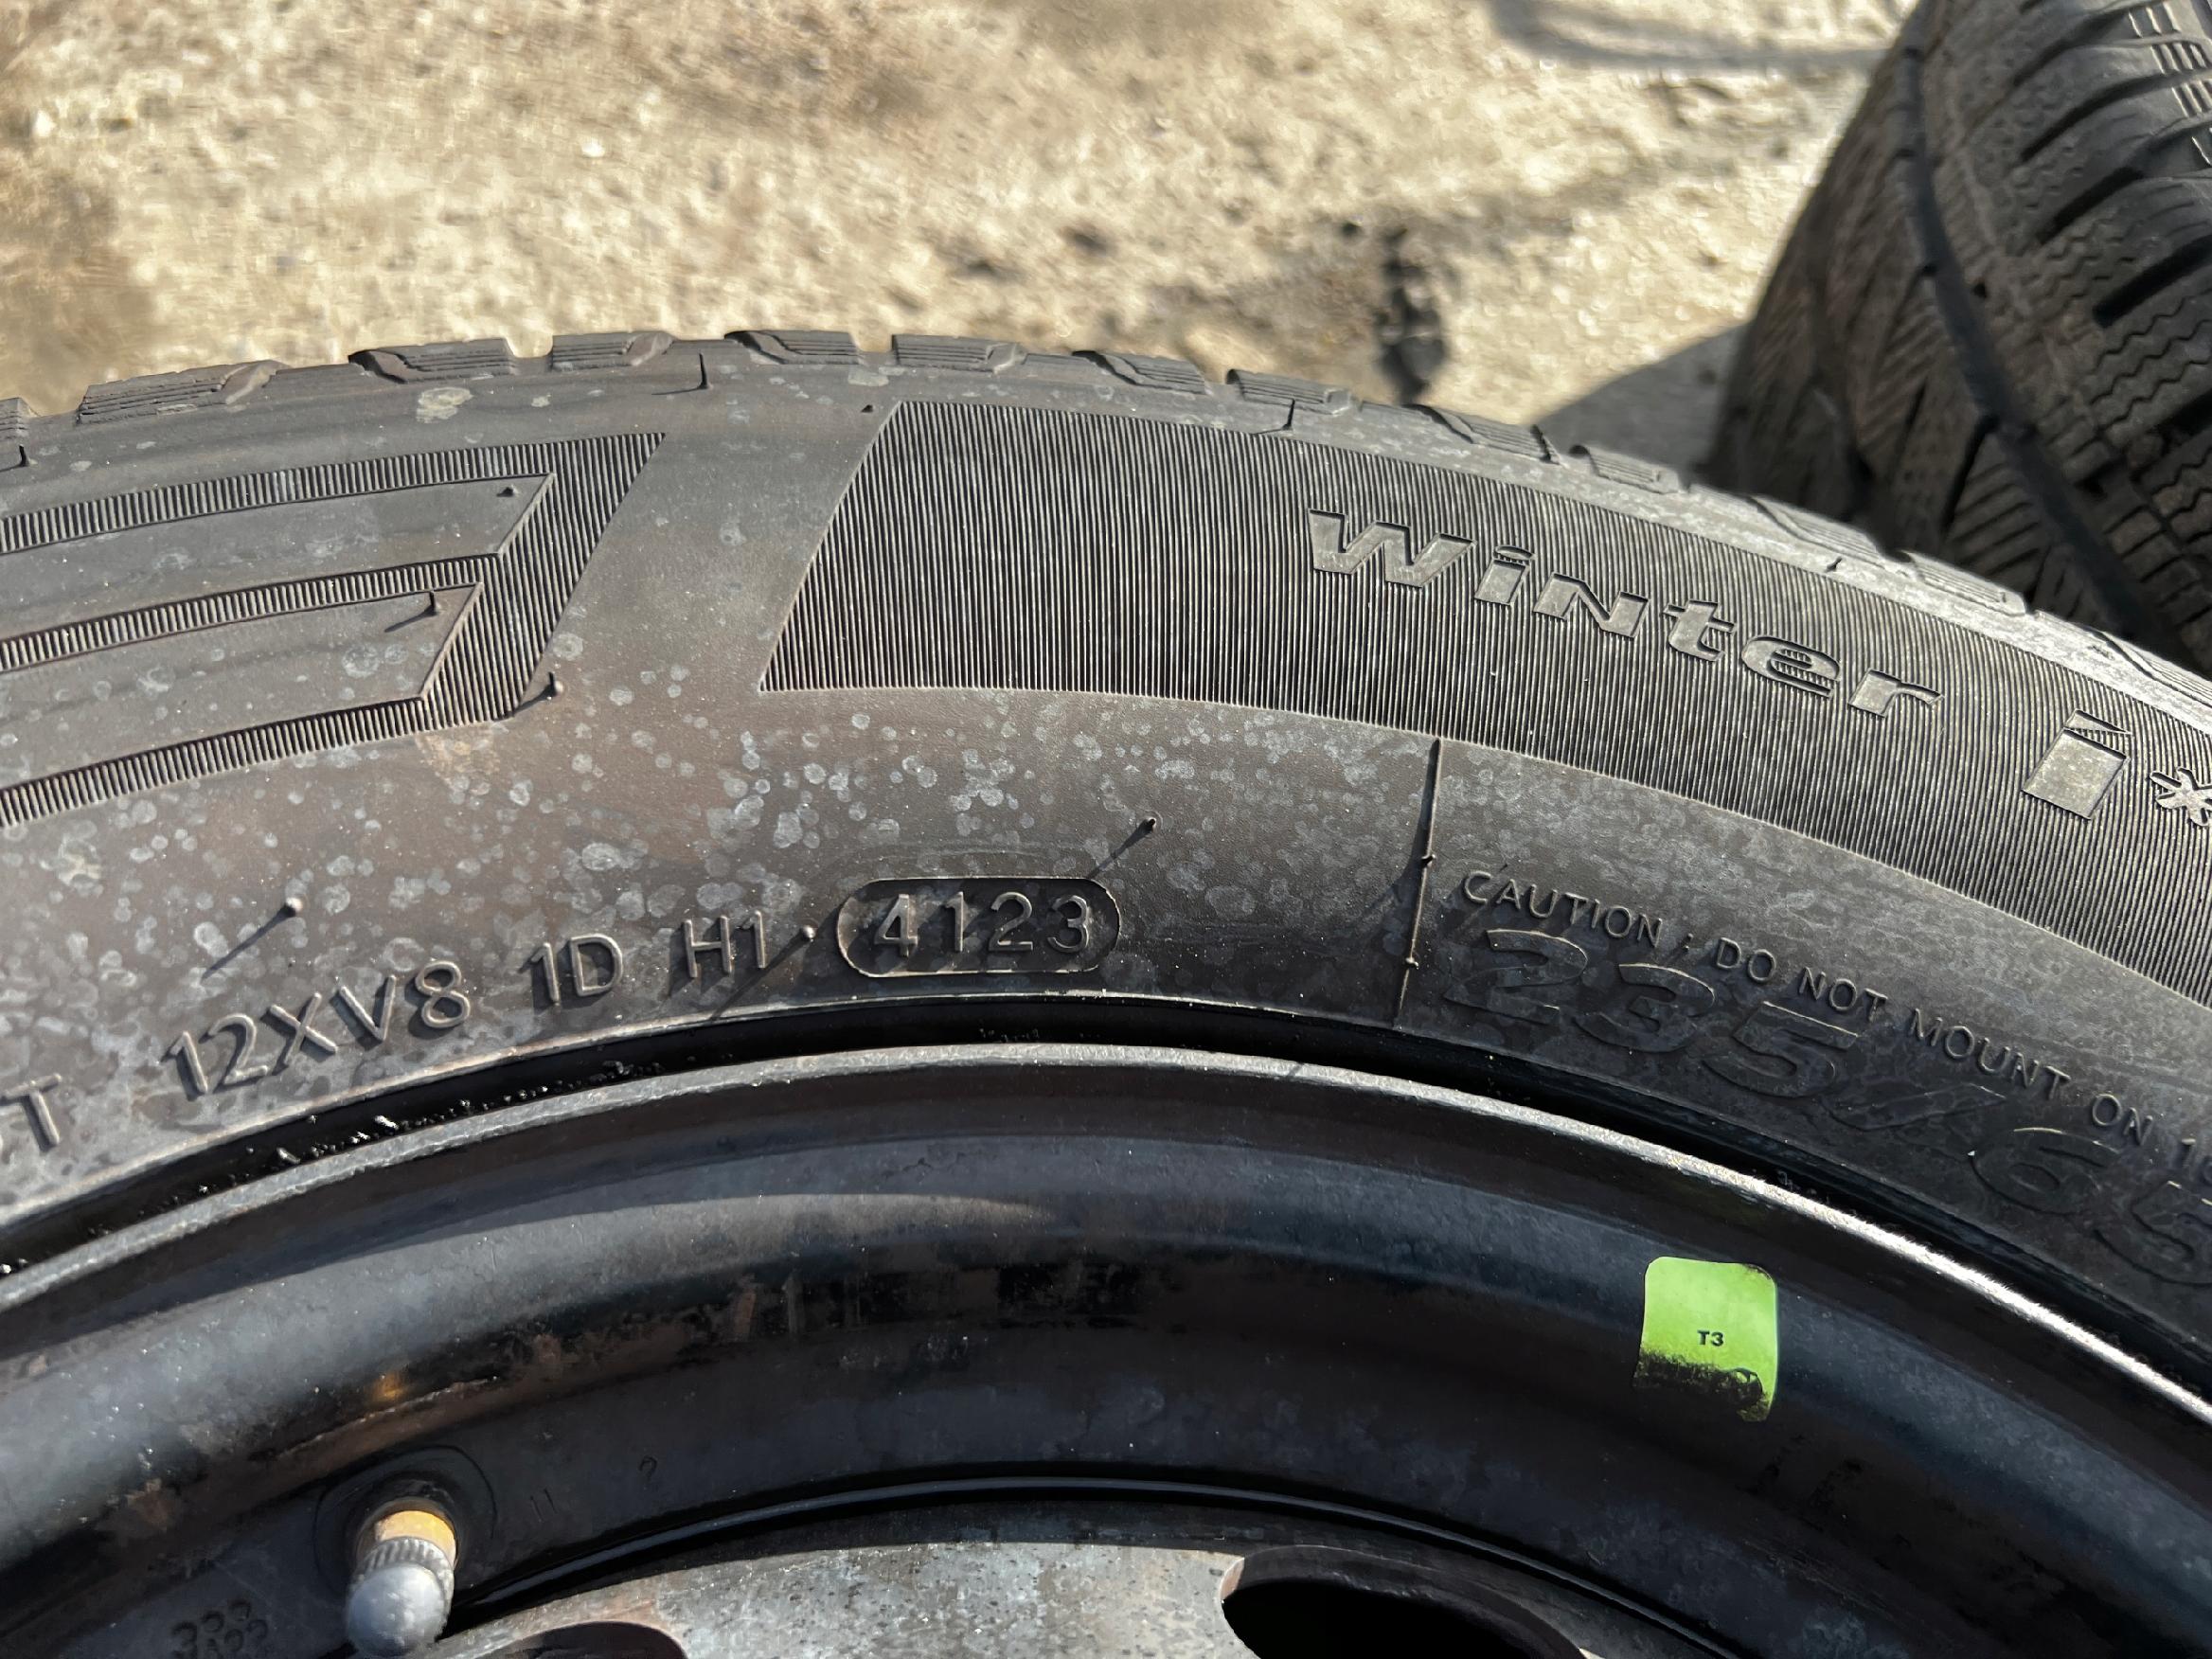 Winter i*
12XV8 1D H1 4123
CAUTION : DO NOT MOUNT ON
235/65
T3